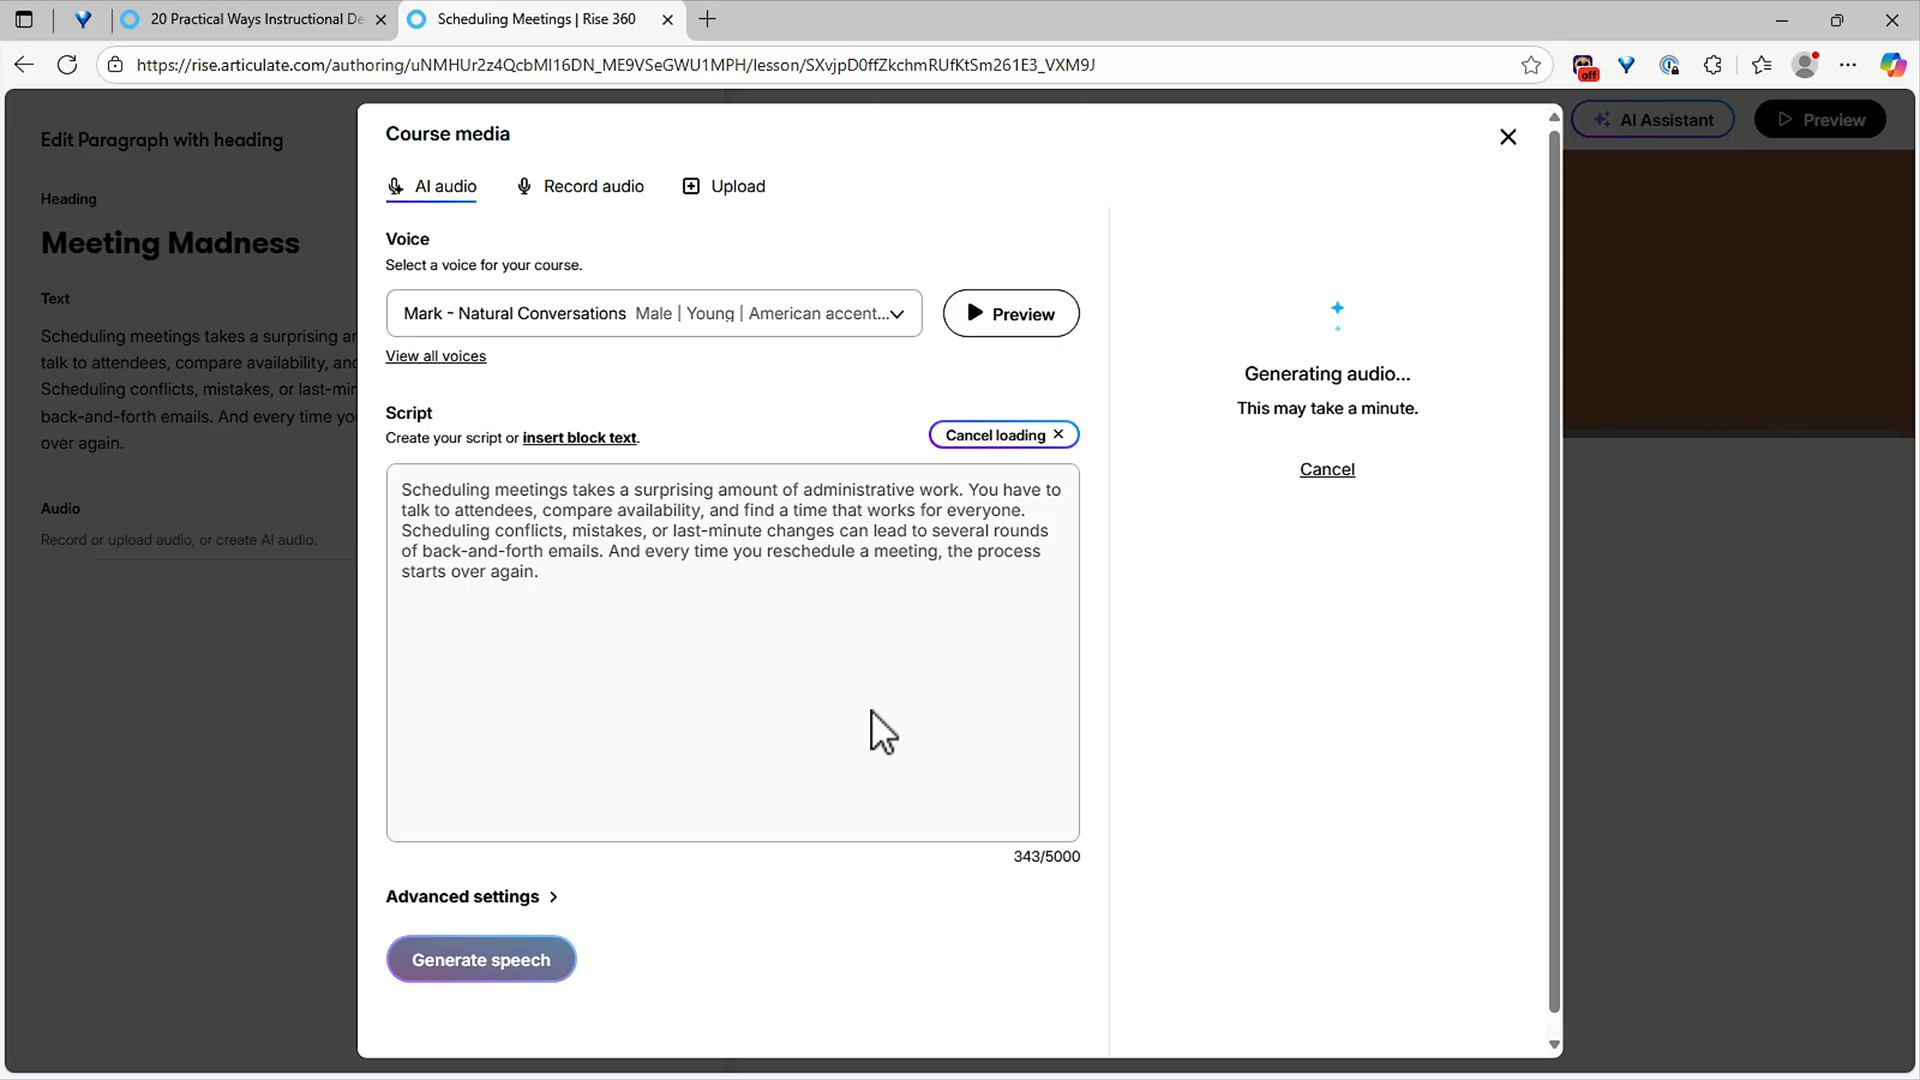 20 Practical Ways Instructional De
Scheduling Meetings | Rise 360
https://rise.articulate.com/authoring/uNMHUr2z4QcbMI16DN_ME9VSeGWU1MPH/lesson/SXvjpD0ffZkchmRUfKtSm261E3_VXM9J
off
Edit Paragraph with heading
Heading
Meeting Madness
Text
Scheduling meetings takes a surprising ar
talk to attendees, compare availability, and
Scheduling conflicts, mistakes, or last-min
back-and-forth emails. And every time yo
over again.
Audio
Record or upload audio, or create AI audio.
Course media
AI audio
Record audio
Upload
Voice
Select a voice for your course.
Mark - Natural Conversations Male | Young | American accent...
Preview
View all voices
Script
Create your script or insert block text.
Cancel loading
Scheduling meetings takes a surprising amount of administrative work. You have to
talk to attendees, compare availability, and find a time that works for everyone.
Scheduling conflicts, mistakes, or last-minute changes can lead to several rounds
of back-and-forth emails. And every time you reschedule a meeting, the process
starts over again.
343/5000
Advanced settings
Generate speech
Generating audio...
This may take a minute.
Cancel
AI Assistant
Preview